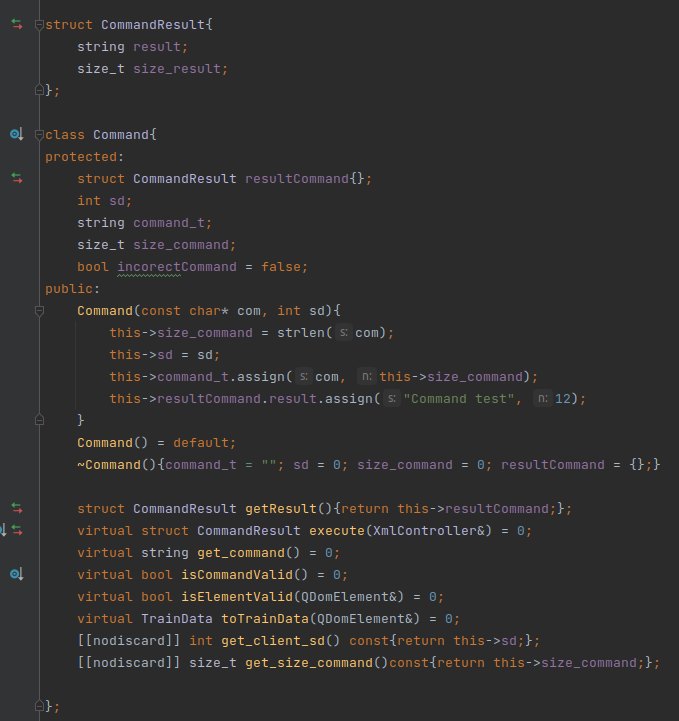 struct CommandResult{
string result;
size_t size_result;
};
class Command{
protected:
struct CommandResult resultCommand{};
int sd;
string command_t;
size_t size_command;
bool incorectCommand = false;
public:
Command(const char* com, int sd){
this->size_command = strlen( s: com);
this->sd = sd;
this->command_t.assign( s: com, n: this->size_command);
this->resultCommand.result.assign( s: "Command test", n: 12);
}
Command() = default;
~Command(){command_t = ""; sd = 0; size_command = 0; resultCommand = {};}
struct CommandResult getResult(){return this->resultCommand;};
virtual struct CommandResult execute(XmlController&) = 0;
virtual string get_command() = 0;
virtual bool isCommandValid() = 0;
virtual bool isElementValid(QDomElement&) = 0;
virtual TrainData toTrainData(QDomElement&) = 0;
[[nodiscard]] int get_client_sd() const{return this->sd;};
[[nodiscard]] size_t get_size_command()const{return this->size_command;};
};